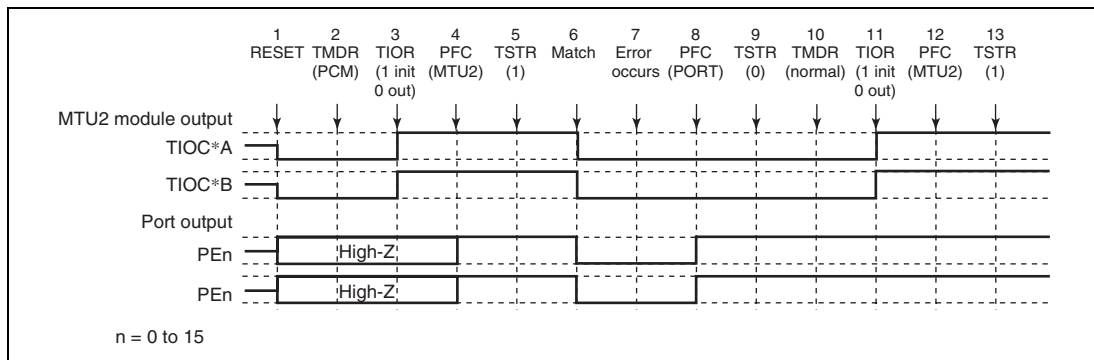 1 2 3 4 5 6 7 8 9 10 11 12 13
RESET TMDR TIOR PFC TSTR Match Error PFC TSTR TMDR TIOR PFC TSTR
(PCM) (1 init (MTU2) (1) occurs (PORT) (0) (normal) (1 init (MTU2) (1)
0 out) 0 out)
MTU2 module output
TIOC*A
TIOC*B
Port output
PEn High-Z
PEn High-Z
n = 0 to 15